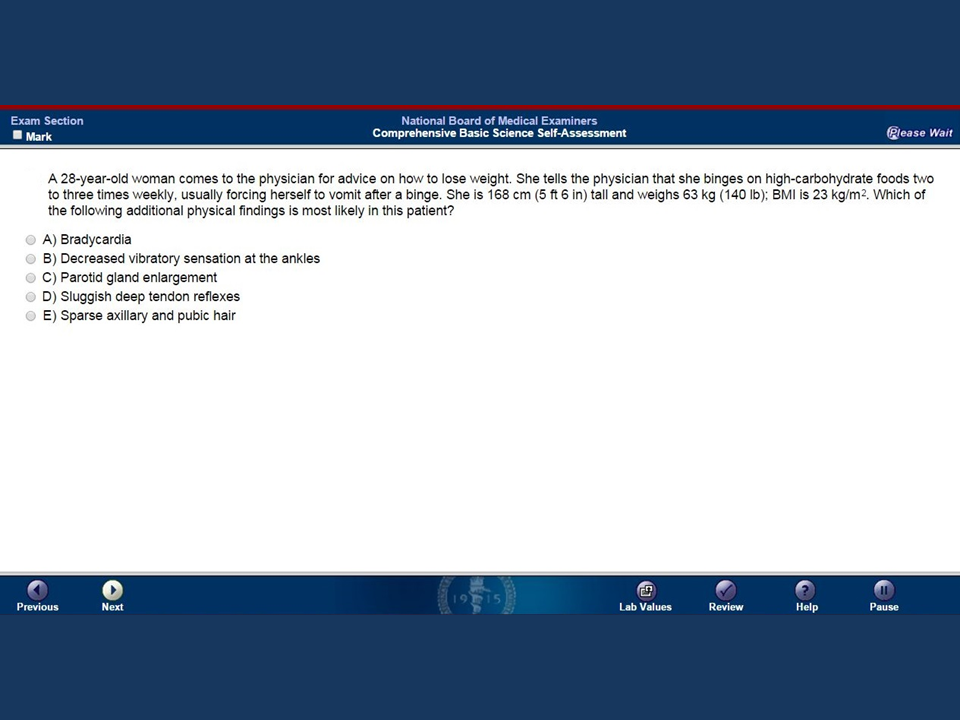 Exam Section
Mark
National Board of Medical Examiners
Comprehensive Basic Science Self-Assessment
Please Wait
A 28-year-old woman comes to the physician for advice on how to lose weight. She tells the physician that she binges on high-carbohydrate foods two
to three times weekly, usually forcing herself to vomit after a binge. She is 168 cm (5 ft 6 in) tall and weighs 63 kg (140 lb); BMI is 23 kg/m². Which of
the following additional physical findings is most likely in this patient?
A) Bradycardia
B) Decreased vibratory sensation at the ankles
C) Parotid gland enlargement
D) Sluggish deep tendon reflexes
E) Sparse axillary and pubic hair
1915
Previous
Next
Lab Values
Review
Help
Pause